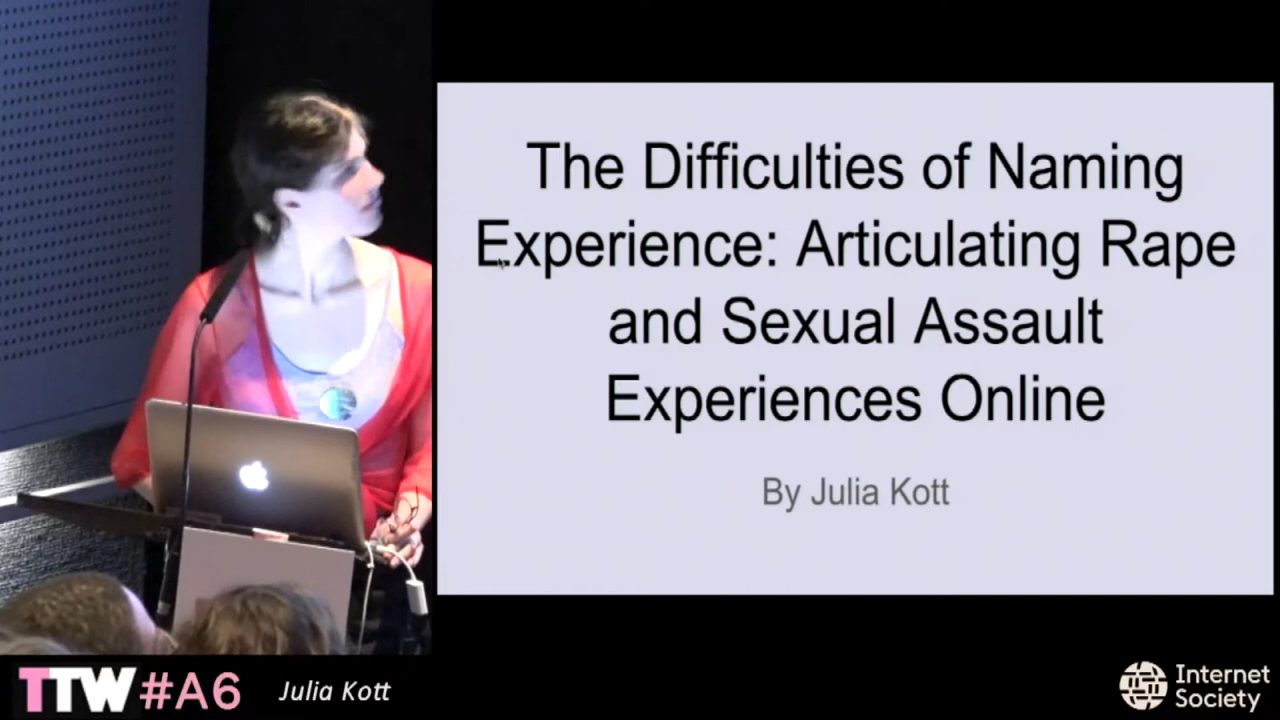 The Difficulties of Naming
Experience: Articulating Rape
and Sexual Assault
Experiences Online
By Julia Kott
TTW#A6
Julia Kott
Internet
Society